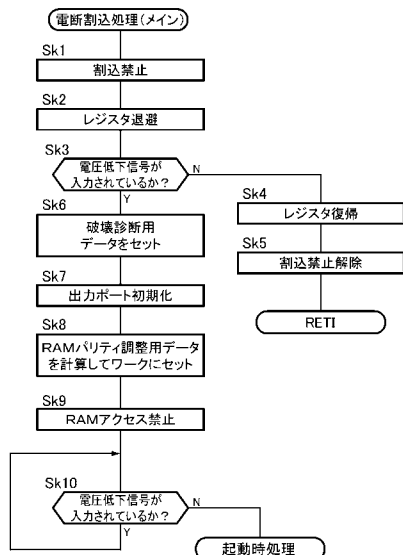 電断割込処理(メイン)
Sk1
割込禁止
Sk2
レジスタ退避
Sk3
電圧低下信号が
入力されているか?
N
Y
Sk4
レジスタ復帰
Sk5
割込禁止解除
RETI
Sk6
破壊診断用
データをセット
Sk7
出力ポート初期化
Sk8
RAMパリティ調整用データ
を計算してワークにセット
Sk9
RAMアクセス禁止
Sk10
電圧低下信号が
入力されているか?
N
Y
起動時処理